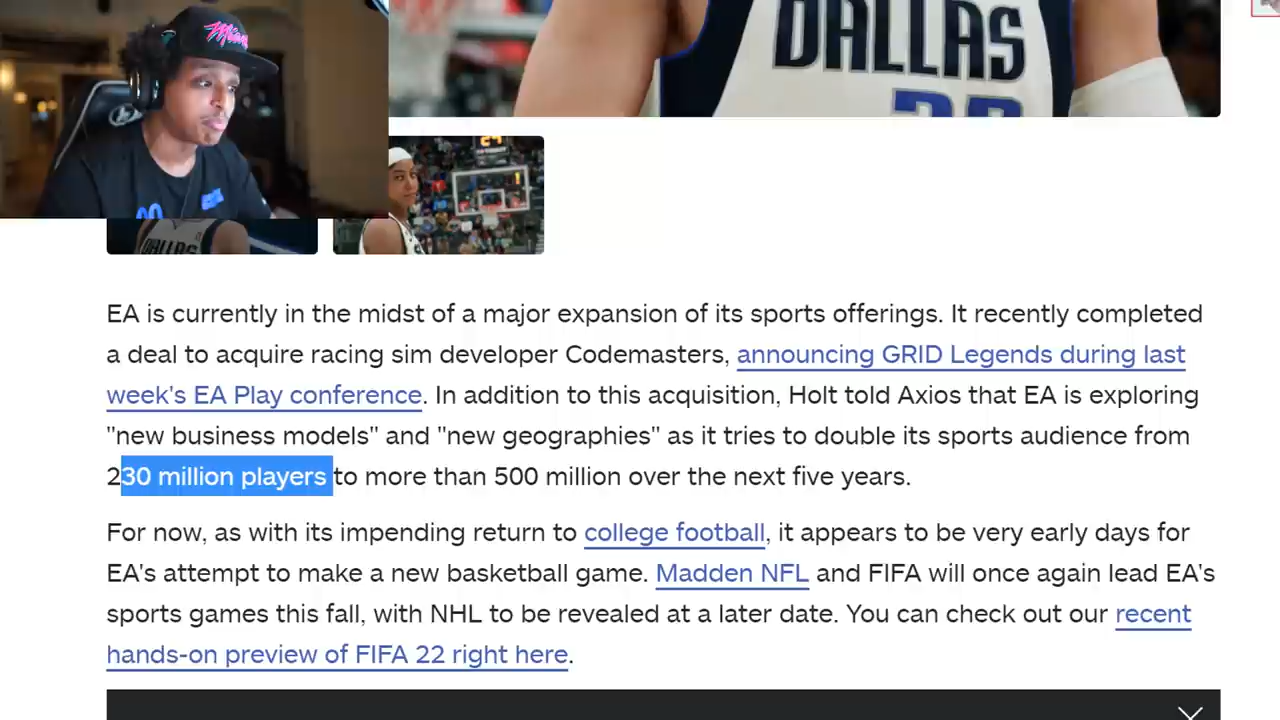 Miami
DALLAS
24
DALLAS
EA is currently in the midst of a major expansion of its sports offerings. It recently completed
a deal to acquire racing sim developer Codemasters, announcing GRID Legends during last
week's EA Play conference. In addition to this acquisition, Holt told Axios that EA is exploring
"new business models" and "new geographies" as it tries to double its sports audience from
230 million players to more than 500 million over the next five years.
For now, as with its impending return to college football, it appears to be very early days for
EA's attempt to make a new basketball game. Madden NFL and FIFA will once again lead EA's
sports games this fall, with NHL to be revealed at a later date. You can check out our recent
hands-on preview of FIFA 22 right here.